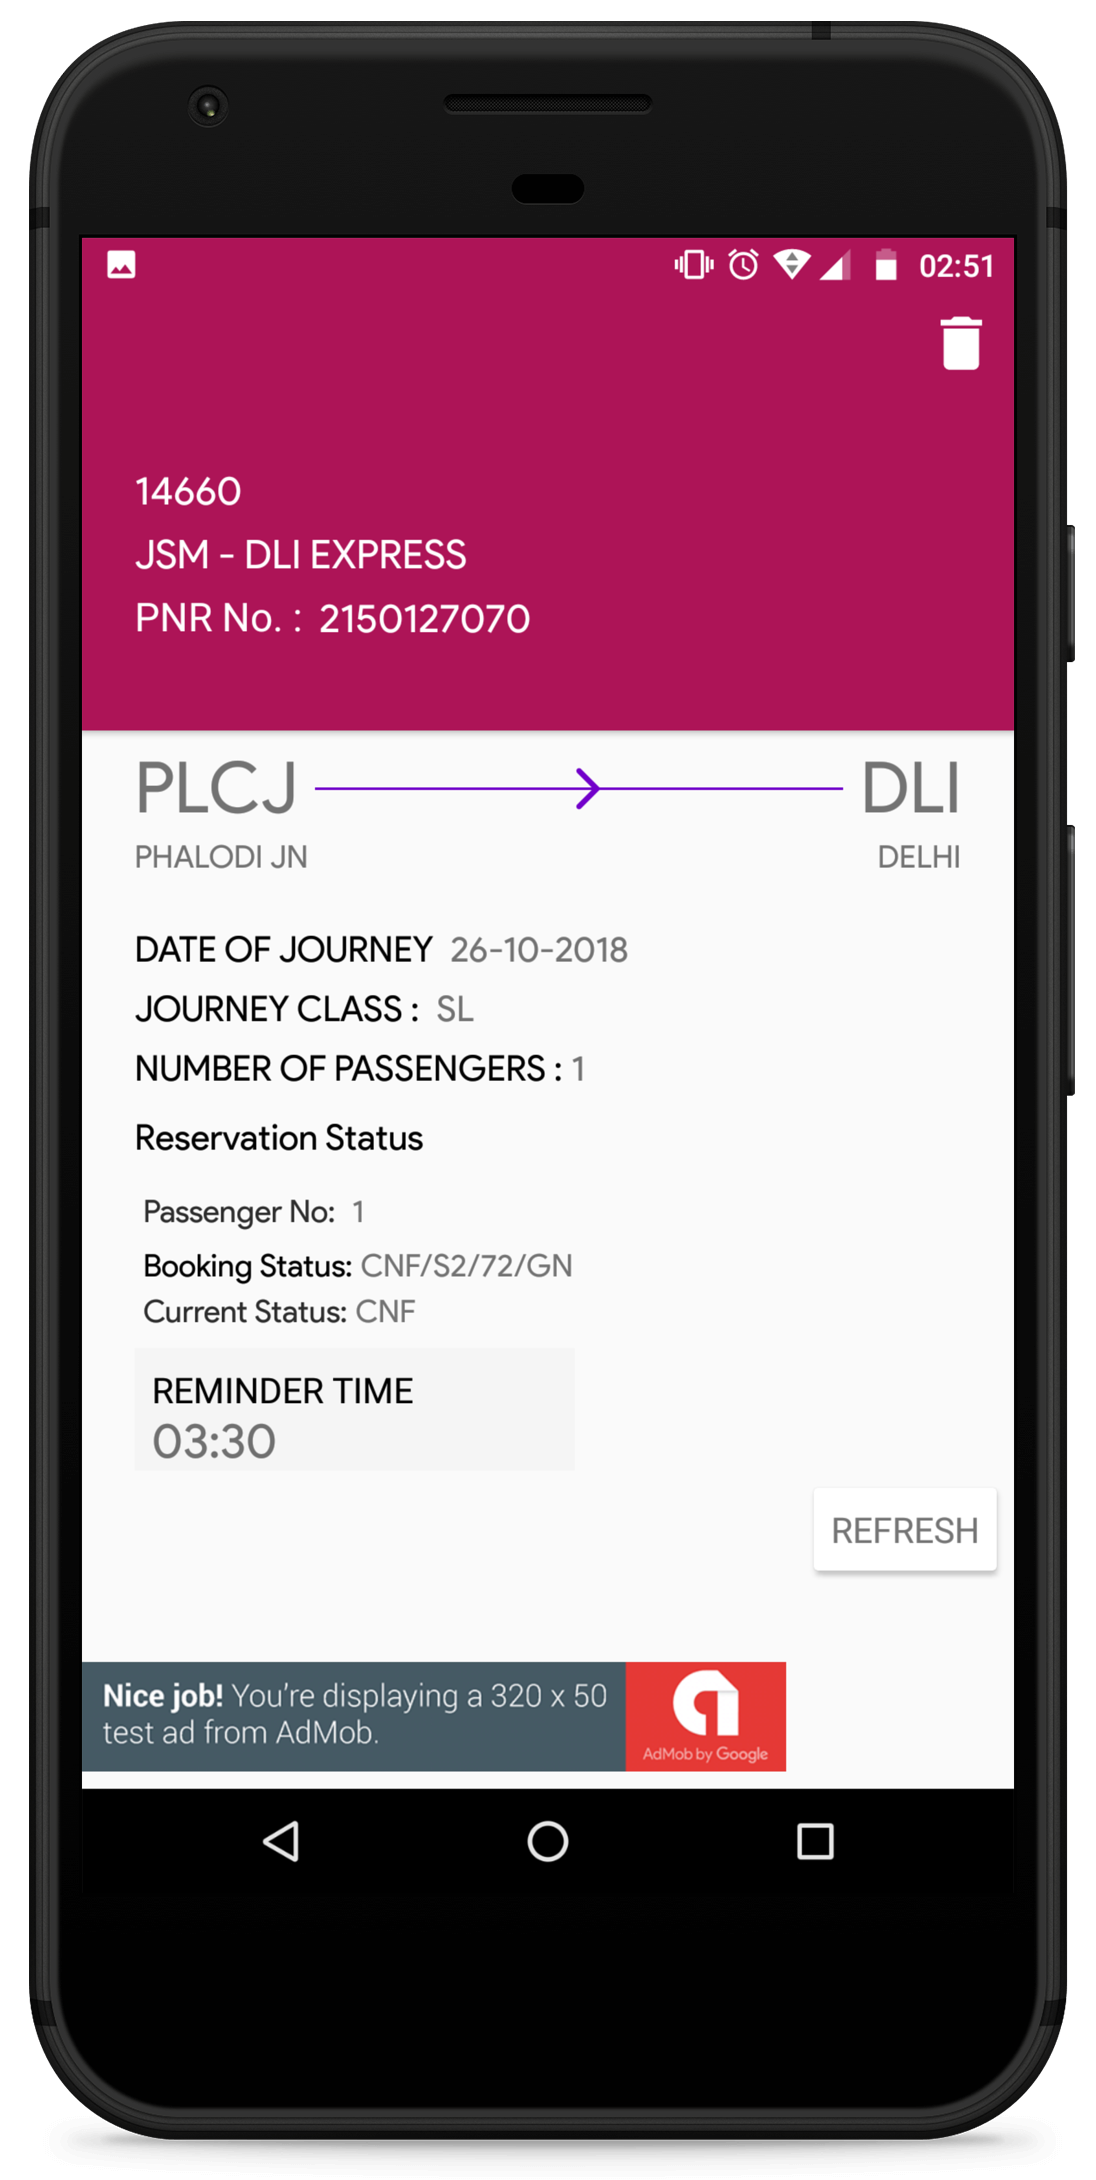 02:51
14660
JSM - DLI EXPRESS
PNR No. : 2150127070
PLCJ DLI
PHALODI JN DELHI
DATE OF JOURNEY 26-10-2018
JOURNEY CLASS : SL
NUMBER OF PASSENGERS : 1
Reservation Status
Passenger No: 1
Booking Status: CNF/S2/72/GN
Current Status: CNF
REMINDER TIME
03:30
REFRESH
Nice job! You're displaying a 320 x 50
test ad from AdMob.
AdMob by Google